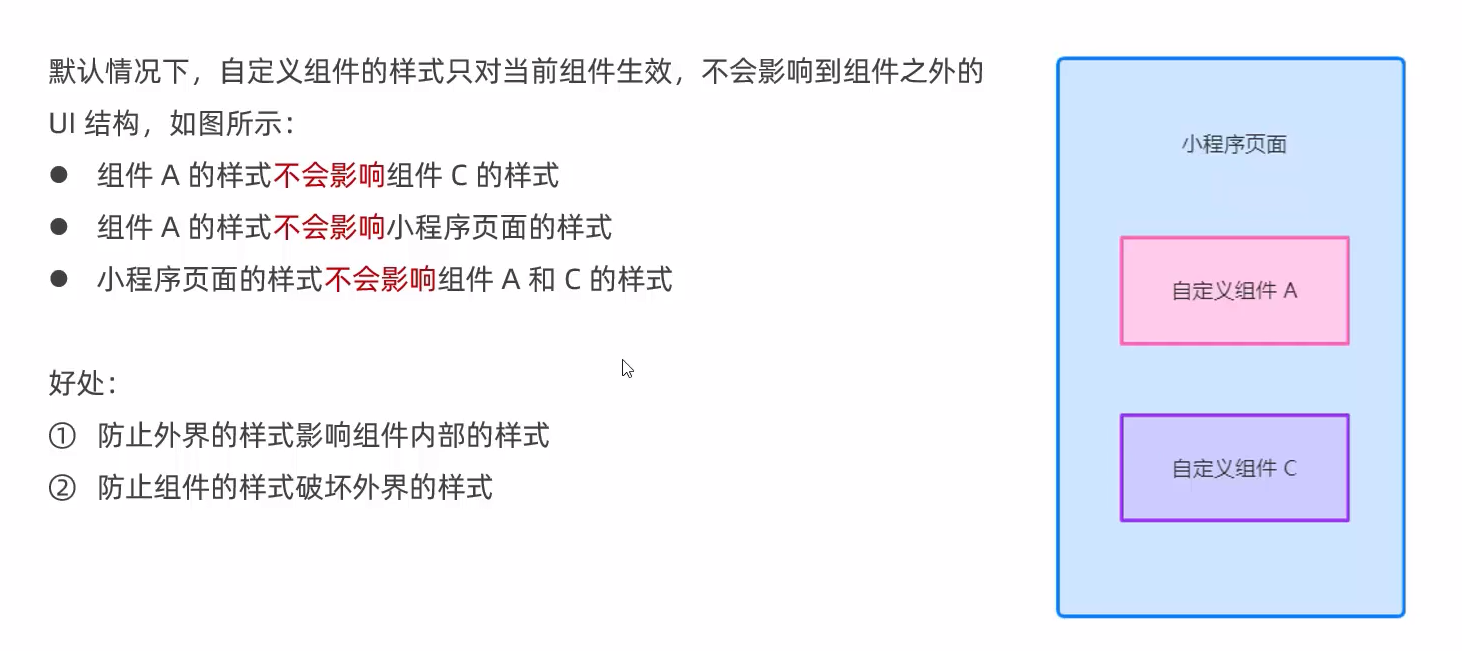 默认情况下，自定义组件的样式只对当前组件生效，不会影响到组件之外的
UI 结构，如图所示：
● 组件 A 的样式不会影响组件 C 的样式
● 组件 A 的样式不会影响小程序页面的样式
● 小程序页面的样式不会影响组件 A 和 C 的样式
好处：
① 防止外界的样式影响组件内部的样式
② 防止组件的样式破坏外界的样式
小程序页面
自定义组件 A
自定义组件 C